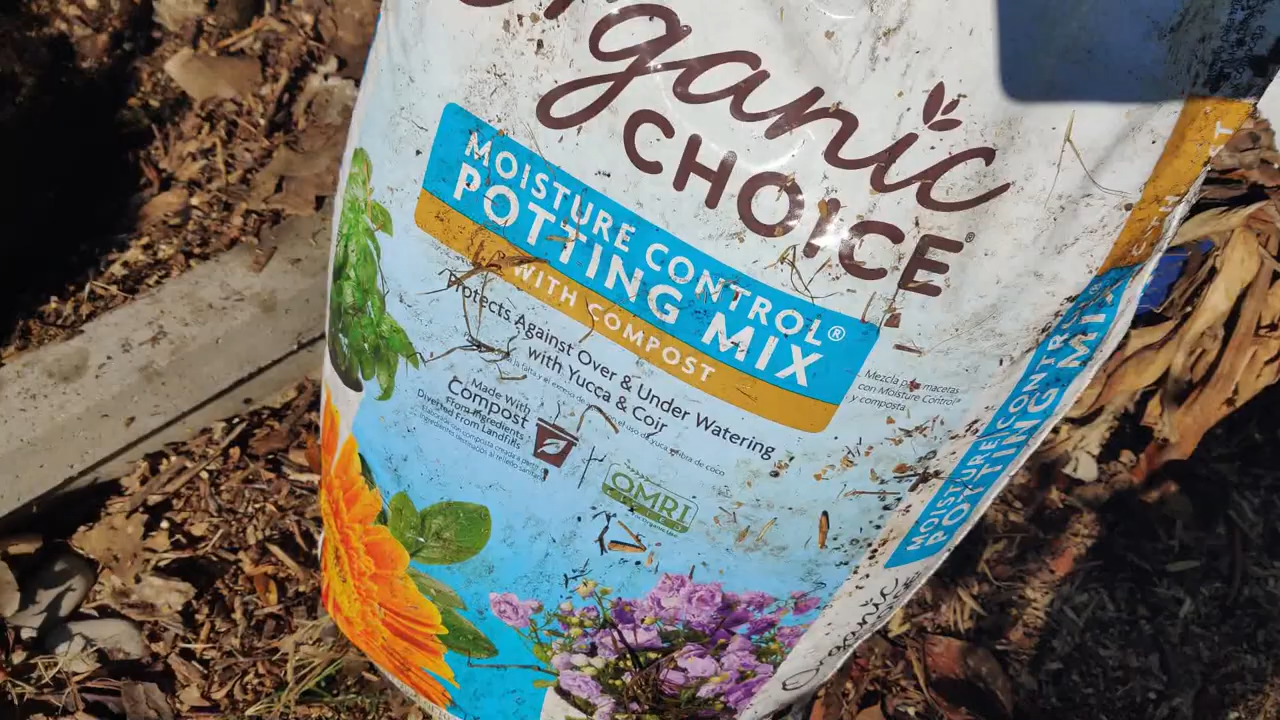 Organic
CHOICE®
MOISTURE CONTROL®
POTTING MIX
WITH COMPOST
Protects Against Over & Under Watering
with Yucca & Coir
Mezcla para macetas
con Moisture Control®
y composta
Made With
Compost
From Ingredients
Diverted From Landfills
OMRI
MOISTURE CONTROL®
POTTING MIX
Organic